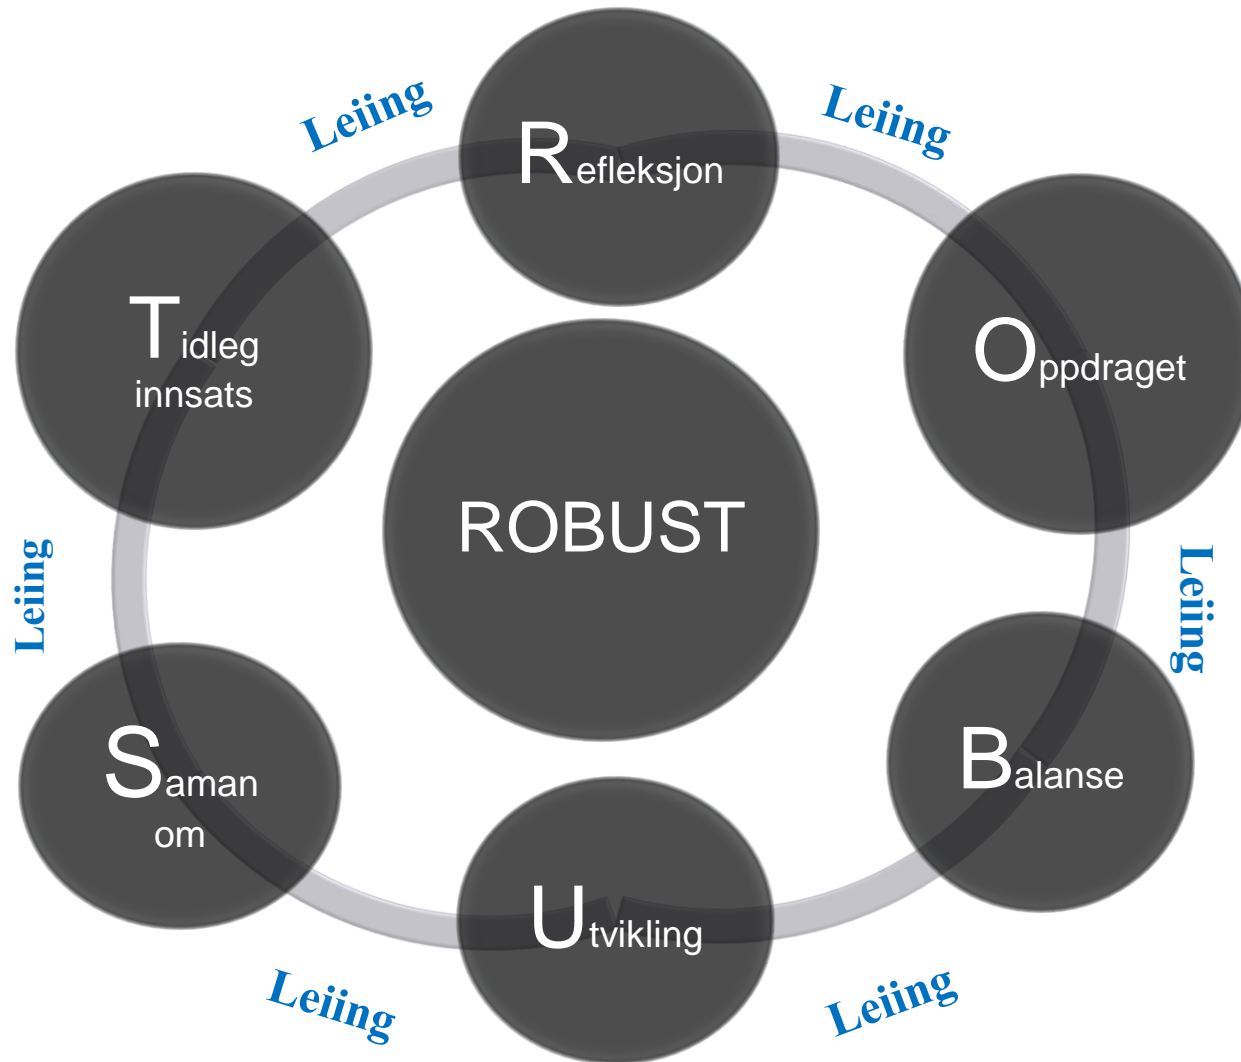 Leiing
Refleksjon
Leiing
Tidleg
innsats
Oppdraget
ROBUST
Leiing
Leiing
Saman
om
Balanse
Utvikling
Leiing
Leiing